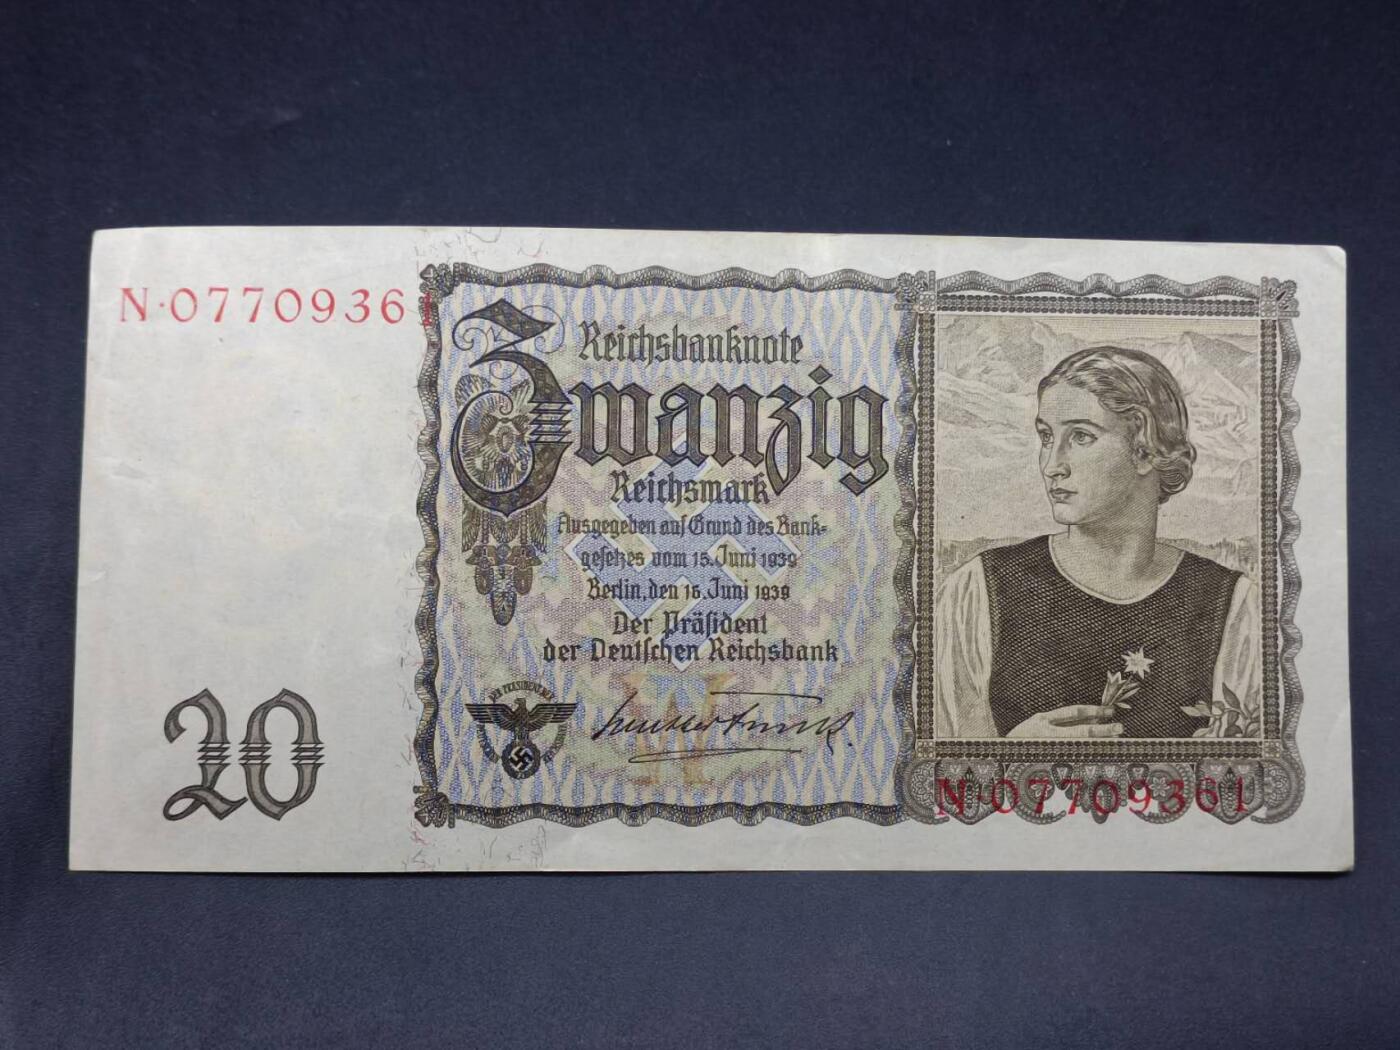 N·07709361
Reichsbanknote
Zwanzig
Reichsmark
Ausgegeben auf Grund des Bank-
gesetzes vom 15. Juni 1939
Berlin, den 16. Juni 1939
Der Präsident
der Deutschen Reichsbank
20
N·07709361